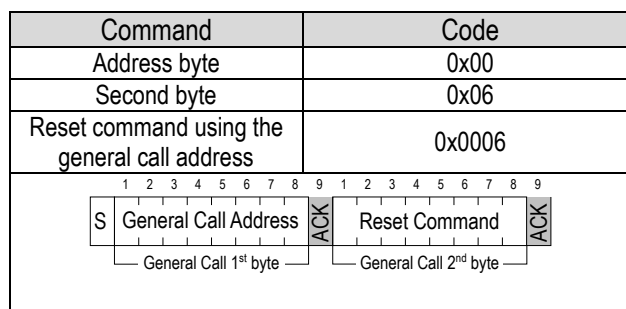 Command Code
Address byte 0x00
Second byte 0x06
Reset command using the
general call address 0x0006
1 2 3 4 5 6 7 8 9 1 2 3 4 5 6 7 8 9
S General Call Address ACK Reset Command ACK
General Call 1st byte General Call 2nd byte